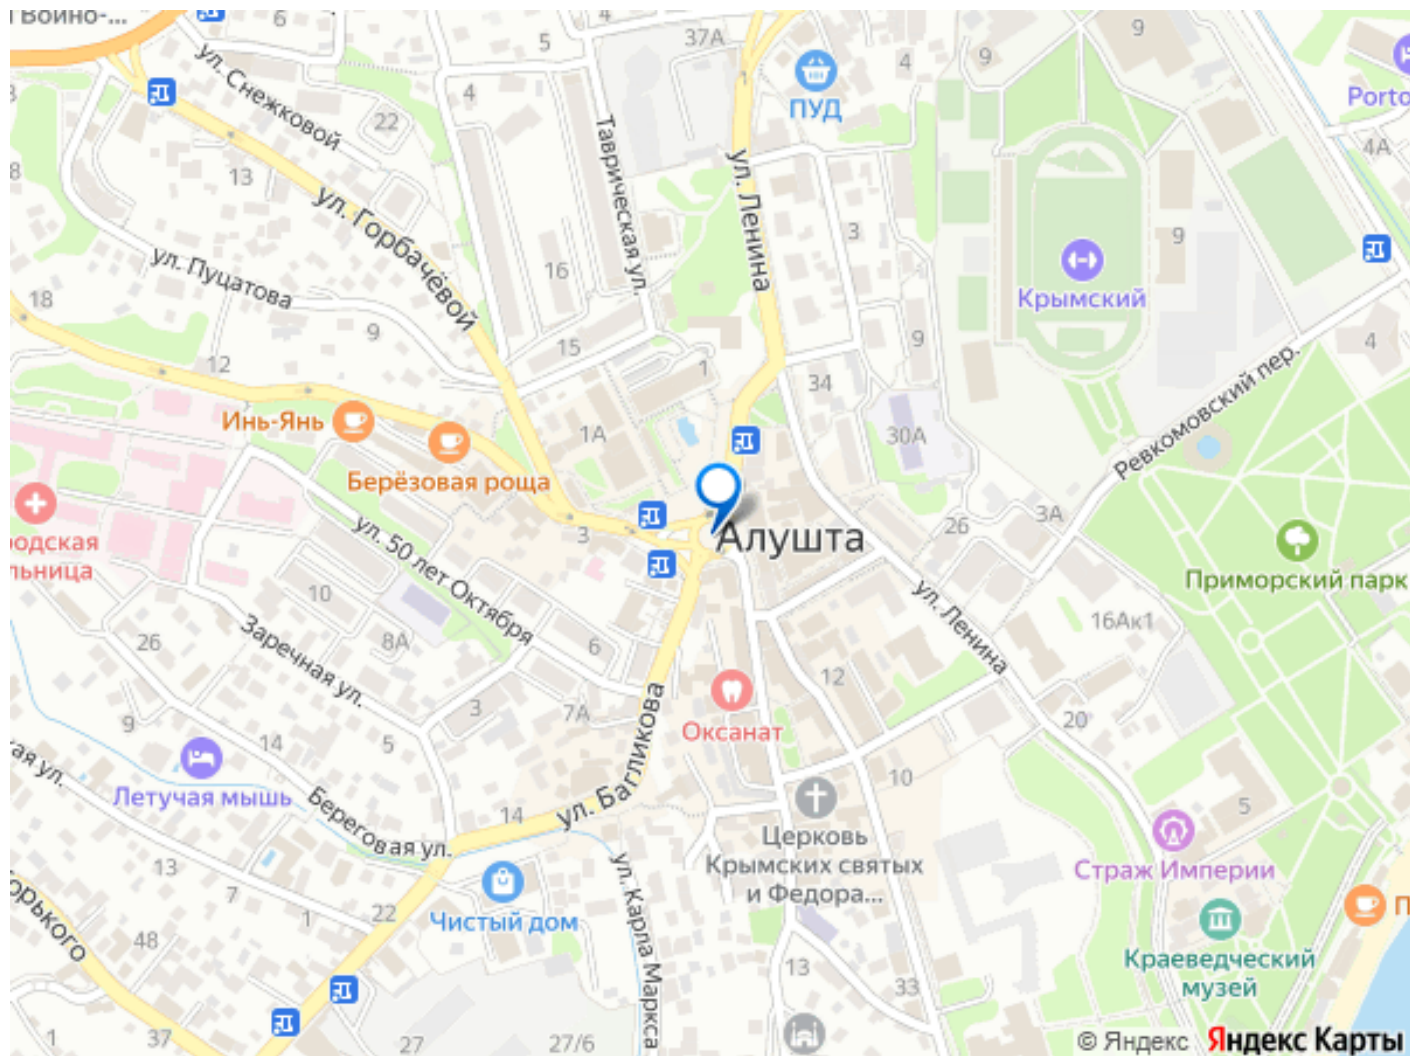 и Войно-...
5
4
37А
9
9
4
ПУД
Porto
4А
ул. Снежковой
4
22
Таврическая ул.
13
ул. Горбачёвой
ул. Ленина
3
9
ул. Пуцатова
16
Крымский
18
9
12
15
1
9
4
34
Ревкомовский пер.
Инь-Янь
1А
30А
Берёзовая роща
3
Алушта
26
3А
одская
льница
ул. 50 лет Октября
10
8А
6
Приморский парк
16Ак1
ул. Ленина
26
Заречная ул.
9
14
5
3
7А
12
Оксанат
20
ул. Багликова
Летучая мышь
Береговая ул.
14
10
5
Церковь
Крымских святых
и Федора...
Страж Империи
кая ул.
13
7
1
22
Чистый дом
ул. Карла Маркса
П
орького
48
Краеведческий
музей
13
33
1
37
27
27/6
© Яндекс Яндекс Карты